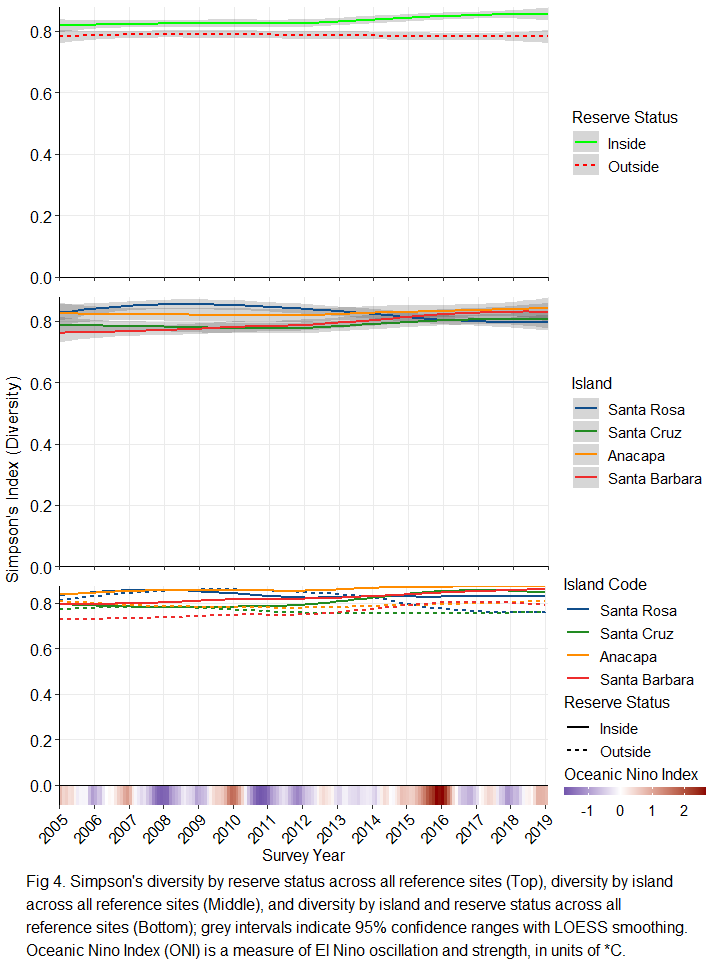 0.8
0.6
0.4
0.2
0.0
Reserve Status
Inside
Outside
Simpson's Index (Diversity)
0.8
0.6
0.4
0.2
0.0
Island
Santa Rosa
Santa Cruz
Anacapa
Santa Barbara
0.8
0.6
0.4
0.2
0.0
Island Code
Santa Rosa
Santa Cruz
Anacapa
Santa Barbara
Reserve Status
Inside
Outside
Oceanic Nino Index
-1 0 1 2
2005 2006 2007 2008 2009 2010 2011 2012 2013 2014 2015 2016 2017 2018 2019
Survey Year
Fig 4. Simpson's diversity by reserve status across all reference sites (Top), diversity by island
across all reference sites (Middle), and diversity by island and reserve status across all
reference sites (Bottom); grey intervals indicate 95% confidence ranges with LOESS smoothing.
Oceanic Nino Index (ONI) is a measure of El Nino oscillation and strength, in units of *C.